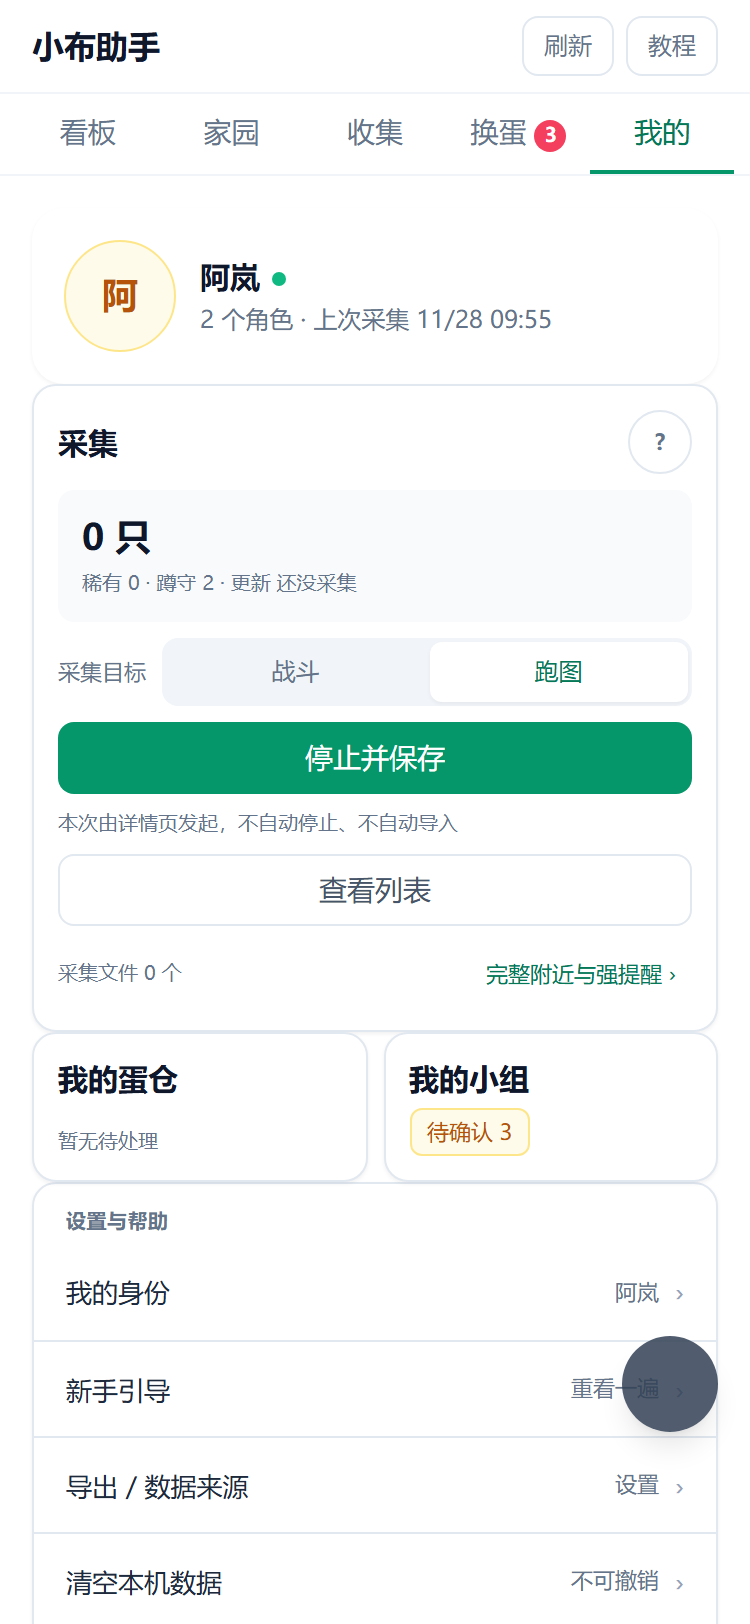 小布助手
刷新
教程
看板
家园
收集
换蛋 3
我的
阿
阿岚
2 个角色 · 上次采集 11/28 09:55
采集
?
0 只
稀有 0 · 蹲守 2 · 更新 还没采集
采集目标
战斗
跑图
停止并保存
本次由详情页发起，不自动停止、不自动导入
查看列表
采集文件 0 个
完整附近与强提醒 ›
我的蛋仓
暂无待处理
我的小组
待确认 3
设置与帮助
我的身份
阿岚 ›
新手引导
重看一遍 ›
导出 / 数据来源
设置 ›
清空本机数据
不可撤销 ›